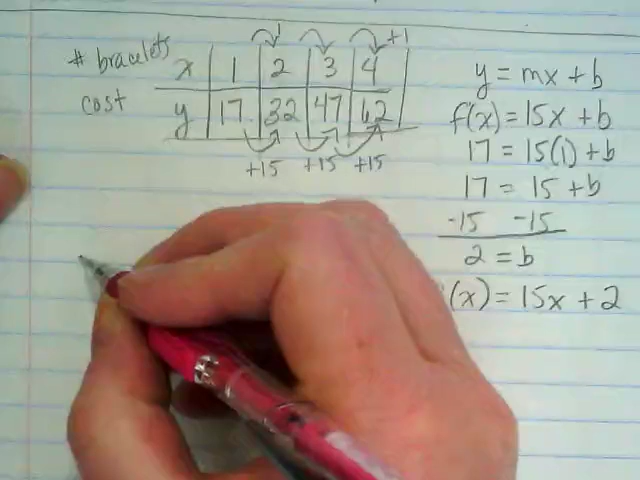 +1
# bracelets x 1 2 3 4
cost y 17 32 47 62
+15 +15 +15
y = mx + b
f(x) = 15x + b
17 = 15(1) + b
17 = 15 + b
-15 -15
2 = b
(x) = 15x + 2